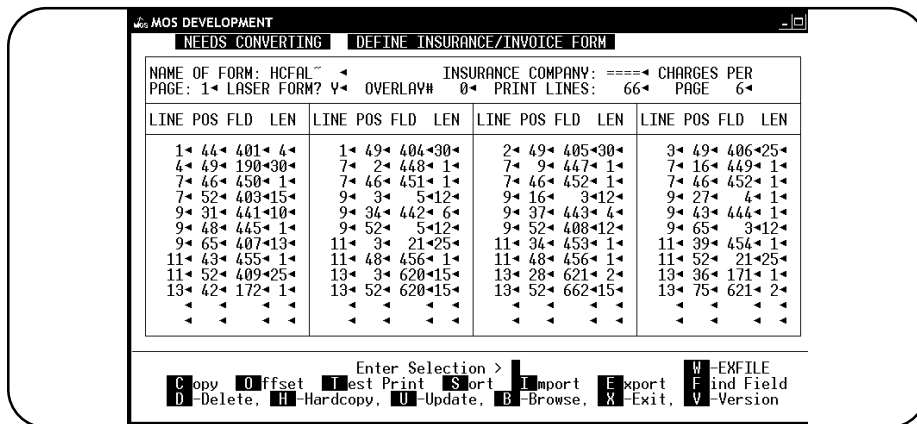 MOS MOS DEVELOPMENT
NEEDS CONVERTING DEFINE INSURANCE/INVOICE FORM
NAME OF FORM: HCFAL~ ◄ INSURANCE COMPANY: ====◄ CHARGES PER
PAGE: 1◄ LASER FORM? Y◄ OVERLAY# 0◄ PRINT LINES: 66◄ PAGE 6◄
LINE POS FLD LEN LINE POS FLD LEN LINE POS FLD LEN LINE POS FLD LEN
1◄ 44◄ 401◄ 4◄ 1◄ 49◄ 404◄30◄ 2◄ 49◄ 405◄30◄ 3◄ 49◄ 406◄25◄
4◄ 49◄ 190◄30◄ 7◄ 2◄ 448◄ 1◄ 7◄ 9◄ 447◄ 1◄ 7◄ 16◄ 449◄ 1◄
7◄ 46◄ 450◄ 1◄ 7◄ 46◄ 451◄ 1◄ 7◄ 46◄ 452◄ 1◄ 7◄ 46◄ 452◄ 1◄
7◄ 52◄ 403◄15◄ 9◄ 3◄ 5◄12◄ 9◄ 16◄ 3◄12◄ 9◄ 27◄ 4◄ 1◄
9◄ 31◄ 441◄10◄ 9◄ 34◄ 442◄ 6◄ 9◄ 37◄ 443◄ 4◄ 9◄ 43◄ 444◄ 1◄
9◄ 48◄ 445◄ 1◄ 9◄ 52◄ 5◄12◄ 9◄ 52◄ 408◄12◄ 9◄ 65◄ 3◄12◄
9◄ 65◄ 407◄13◄ 11◄ 3◄ 21◄25◄ 11◄ 34◄ 453◄ 1◄ 11◄ 39◄ 454◄ 1◄
11◄ 43◄ 455◄ 1◄ 11◄ 48◄ 456◄ 1◄ 11◄ 48◄ 456◄ 1◄ 11◄ 52◄ 21◄25◄
11◄ 52◄ 409◄25◄ 13◄ 3◄ 620◄15◄ 13◄ 28◄ 621◄ 2◄ 13◄ 36◄ 171◄ 1◄
13◄ 42◄ 172◄ 1◄ 13◄ 52◄ 620◄15◄ 13◄ 52◄ 662◄15◄ 13◄ 75◄ 621◄ 2◄
◄ ◄ ◄ ◄ ◄ ◄ ◄ ◄ ◄ ◄ ◄ ◄ ◄ ◄ ◄ ◄
◄ ◄ ◄ ◄ ◄ ◄ ◄ ◄ ◄ ◄ ◄ ◄ ◄ ◄ ◄ ◄
Enter Selection > W -EXFILE
Copy Offset Test Print Sort Import Export Find Field
D -Delete, H -Hardcopy, U -Update, B -Browse, X -Exit, V -Version